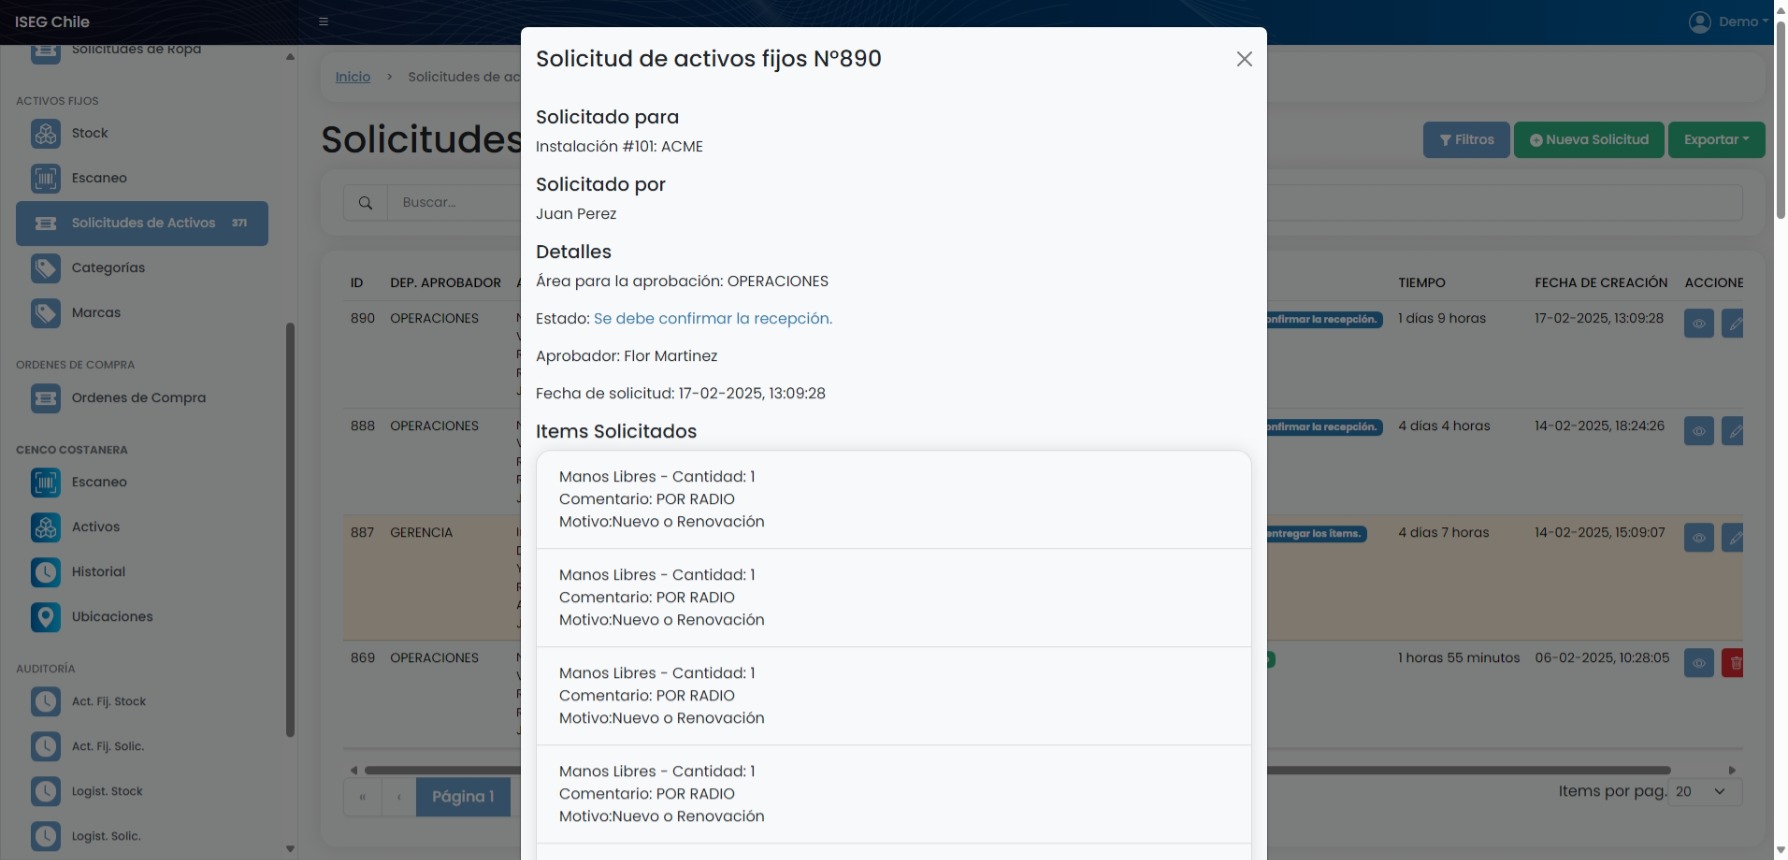 ISEG Chile
Demo
Solicitudes de Ropa
ACTIVOS FIJOS
Stock
Escaneo
Solicitudes de Activos 371
Categorías
Marcas
ORDENES DE COMPRA
Ordenes de Compra
CENCO COSTANERA
Escaneo
Activos
Historial
Ubicaciones
AUDITORÍA
Act. Fij. Stock
Act. Fij. Solic.
Logist. Stock
Logist. Solic.
Inicio > Solicitudes de ac
Solicitudes
Filtros
Nueva Solicitud
Exportar
Buscar...
ID DEP. APROBADOR
TIEMPO FECHA DE CREACIÓN ACCIONE
890 OPERACIONES
onfirmar la recepción. 1 días 9 horas 17-02-2025, 13:09:28
888 OPERACIONES
onfirmar la recepción. 4 días 4 horas 14-02-2025, 18:24:26
887 GERENCIA
entregar los ítems. 4 días 7 horas 14-02-2025, 15:09:07
869 OPERACIONES
1 horas 55 minutos 06-02-2025, 10:28:05
« ‹ Página 1
Items por pag. 20
Solicitud de activos fijos N°890
Solicitado para
Instalación #101: ACME
Solicitado por
Juan Perez
Detalles
Área para la aprobación: OPERACIONES
Estado: Se debe confirmar la recepción.
Aprobador: Flor Martinez
Fecha de solicitud: 17-02-2025, 13:09:28
Items Solicitados
Manos Libres - Cantidad: 1
Comentario: POR RADIO
Motivo:Nuevo o Renovación
Manos Libres - Cantidad: 1
Comentario: POR RADIO
Motivo:Nuevo o Renovación
Manos Libres - Cantidad: 1
Comentario: POR RADIO
Motivo:Nuevo o Renovación
Manos Libres - Cantidad: 1
Comentario: POR RADIO
Motivo:Nuevo o Renovación